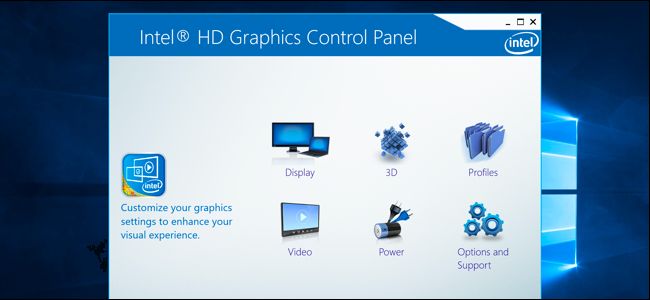 Intel® HD Graphics Control Panel
intel
Display
3D
Profiles
intel
Customize your graphics
settings to enhance your
visual experience.
Video
Power
Options and
Support